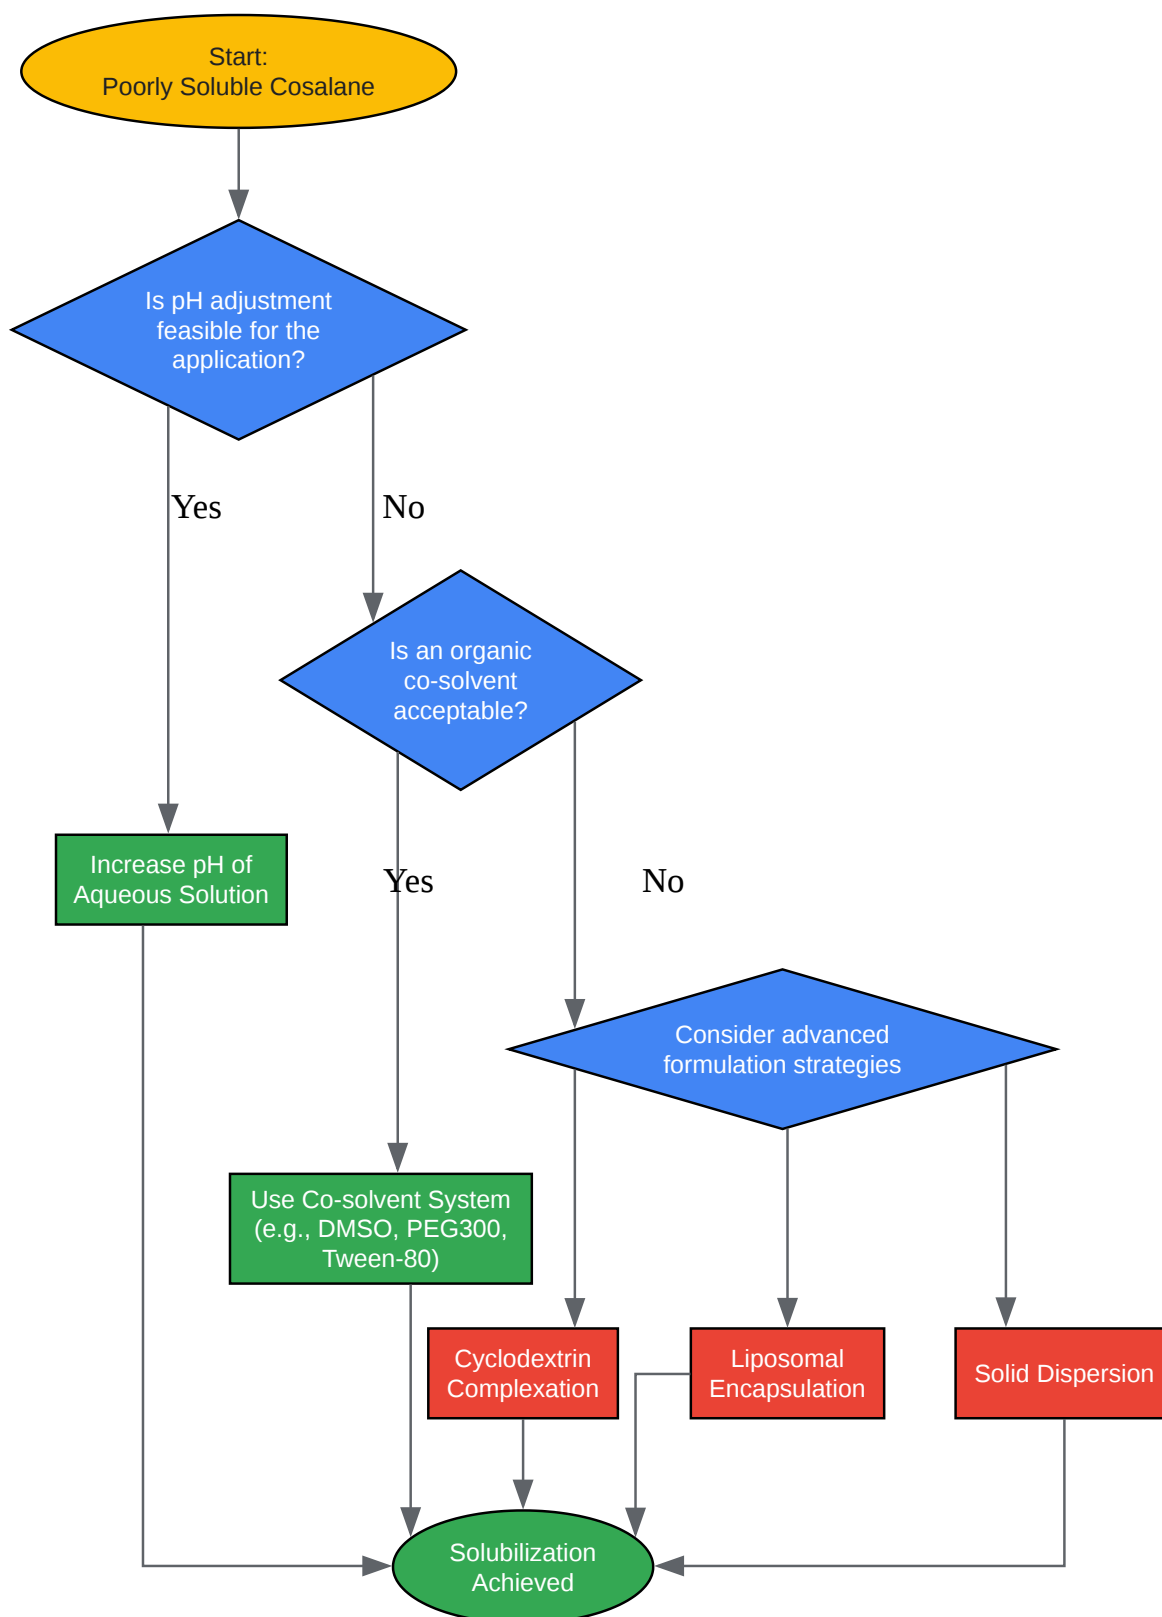 Start:
Poorly Soluble Cosalane
Is pH adjustment
feasible for the
application?
Yes
No
Is an organic
co-solvent
acceptable?
Increase pH of
Aqueous Solution
Yes
No
Consider advanced
formulation strategies
Use Co-solvent System
(e.g., DMSO, PEG300,
Tween-80)
Cyclodextrin
Complexation
Liposomal
Encapsulation
Solid Dispersion
Solubilization
Achieved